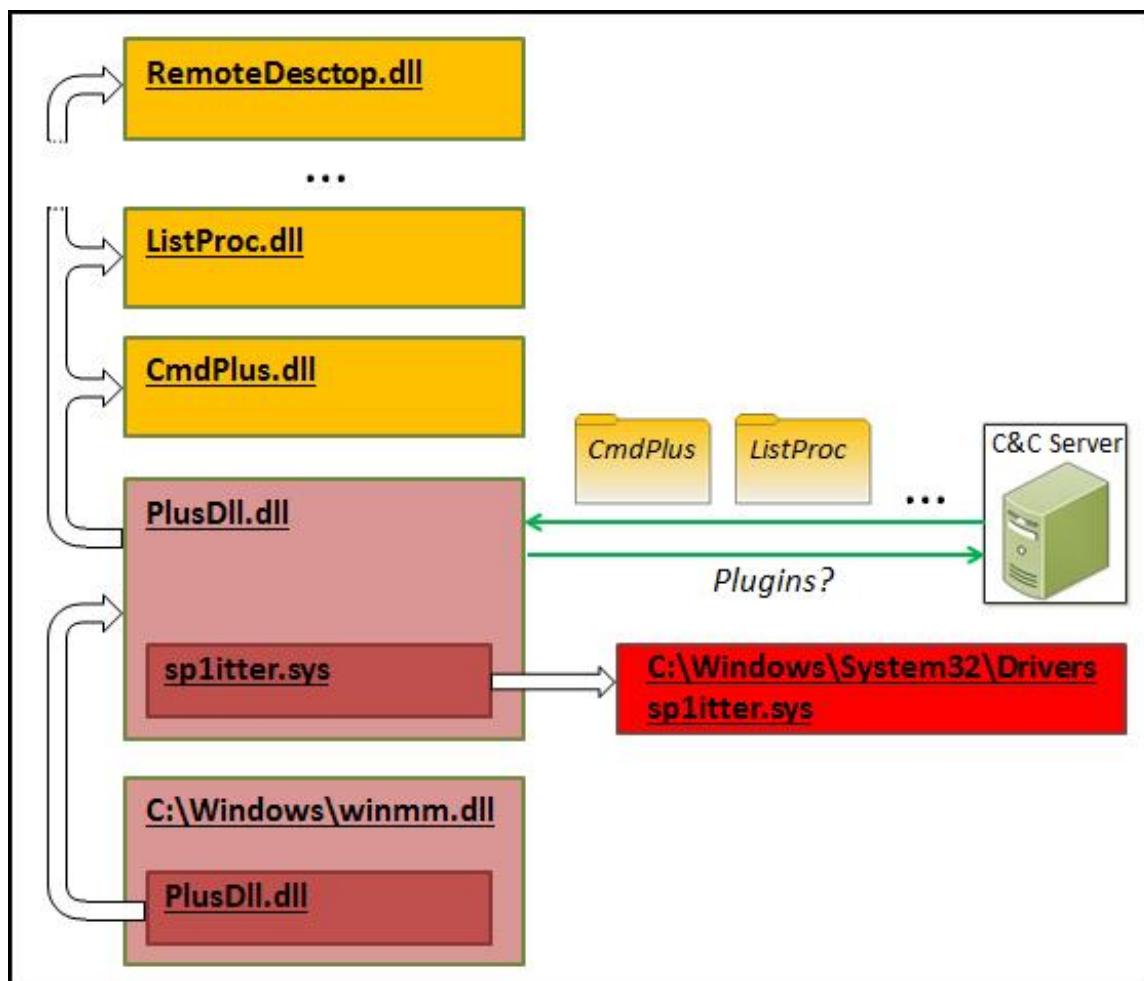 RemoteDesctop.dll
...
ListProc.dll
CmdPlus.dll
CmdPlus
ListProc
...
C&C Server
PlusDll.dll
Plugins?
sp1itter.sys
C:\Windows\System32\Drivers
sp1itter.sys
C:\Windows\winmm.dll
PlusDll.dll